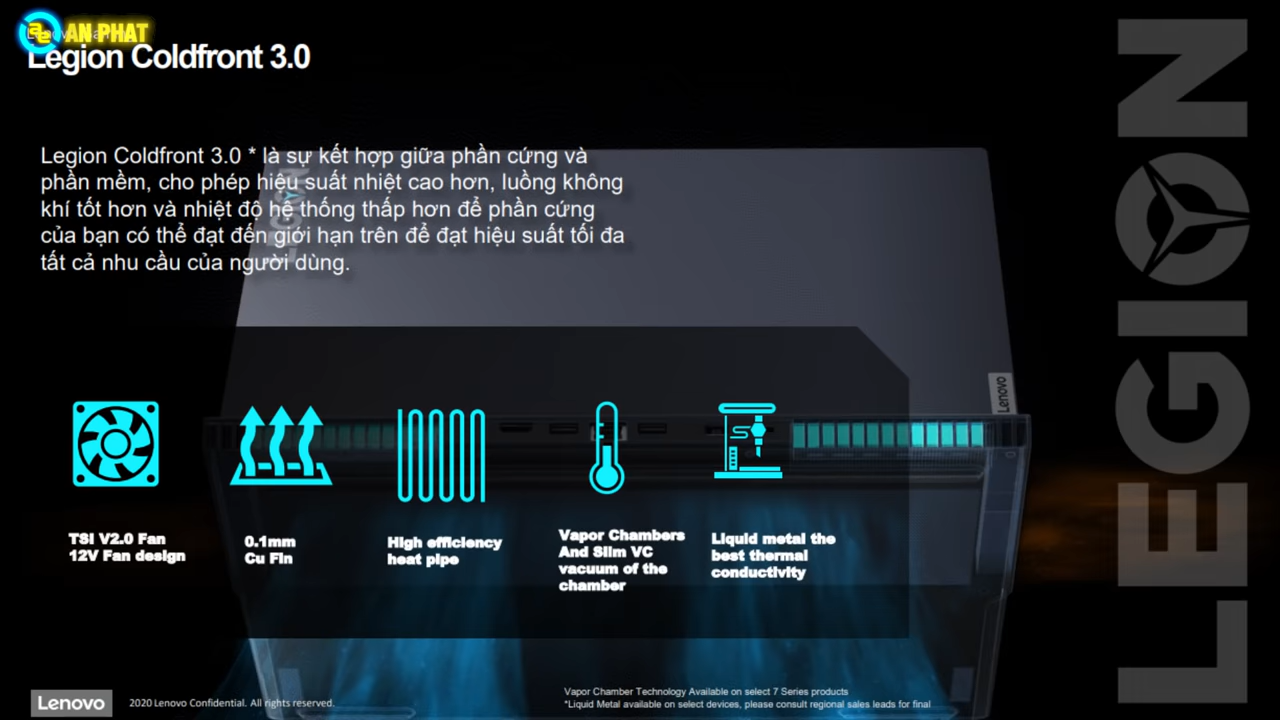 AN PHAT
Legion Coldfront 3.0
Legion Coldfront 3.0 * là sự kết hợp giữa phần cứng và
phần mềm, cho phép hiệu suất nhiệt cao hơn, luồng không
khí tốt hơn và nhiệt độ hệ thống thấp hơn để phần cứng
của bạn có thể đạt đến giới hạn trên để đạt hiệu suất tối đa
tất cả nhu cầu của người dùng.
LEGION
LEGION
Lenovo
TSI V2.0 Fan
12V Fan design
0.1mm
Cu Fin
High efficiency
heat pipe
Vapor Chambers
And Slim VC
vacuum of the
chamber
Liquid metal the
best thermal
conductivity
Lenovo
2020 Lenovo Confidential. All rights reserved.
Vapor Chamber Technology Available on select 7 Series products
*Liquid Metal available on select devices, please consult regional sales leads for final